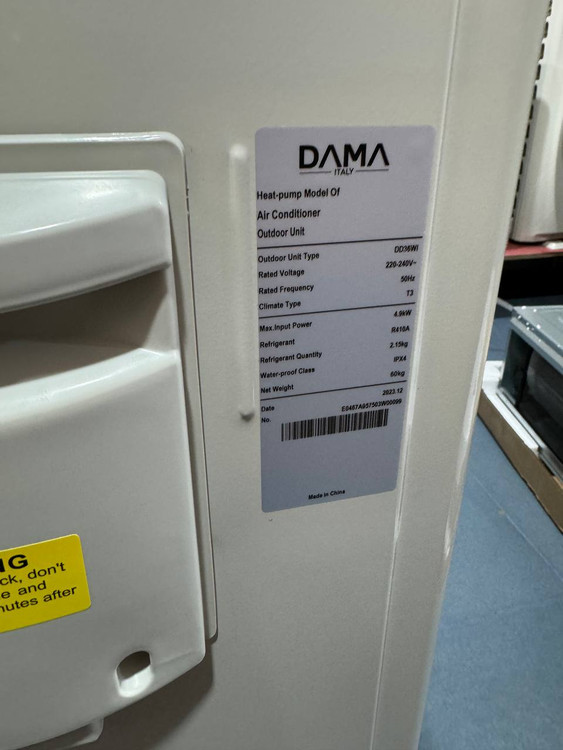 DAMA
ITALY
Heat-pump Model Of
Air Conditioner
Outdoor Unit
Outdoor Unit Type DD36WI
Rated Voltage 220-240V~
Rated Frequency 50Hz
Climate Type T3
Max.Input Power 4.9kW
Refrigerant R410A
Refrigerant Quantity 2.15kg
Water-proof Class IPX4
Net Weight 60kg
Date 2023.12
No.
Made in China
NG
ck, don't
e and
nutes after